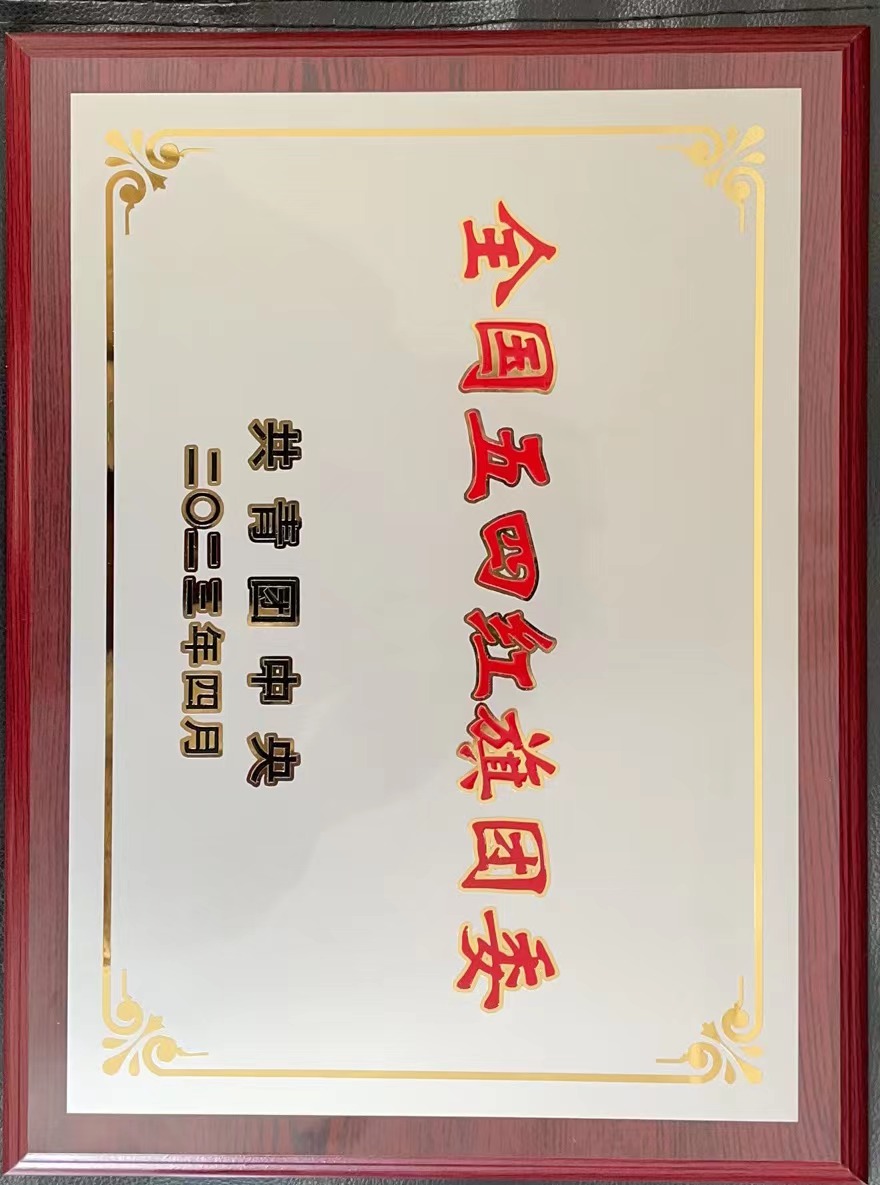 全国五四红旗团委
共青團中央
二〇二三年四月